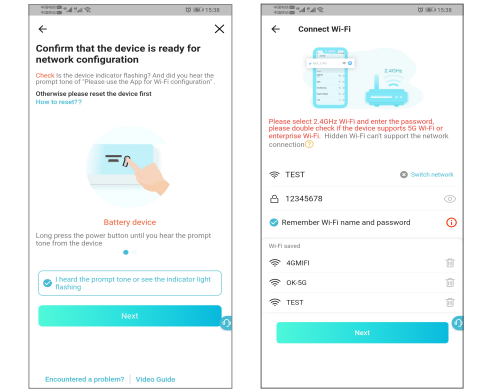 15:38
Confirm that the device is ready for
network configuration
Check Is the device indicator flashing? And did you hear the
prompt tone of "Please use the App for Wi-Fi configuration" .
Otherwise please reset the device first
How to reset??
Battery device
Long press the power button until you hear the prompt
tone from the device
I heard the prompt tone or see the indicator light
flashing
Next
Encountered a problem? | Video Guide
15:38
Connect Wi-Fi
2.4GHz
Please select 2.4GHz Wi-Fi and enter the password,
please double check if the device supports 5G Wi-Fi or
enterprise Wi-Fi. Hidden Wi-Fi can't support the network
connection?
TEST Switch network
12345678
Remember Wi-Fi name and password
Wi-Fi saved
4GMIFI
OK-5G
TEST
Next